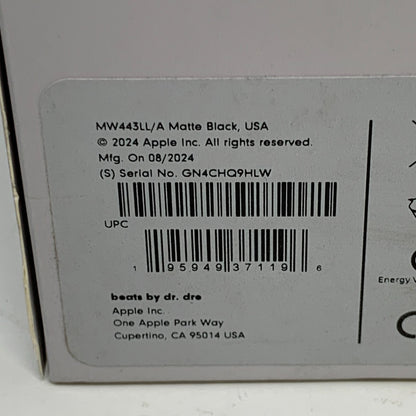 MW443LL/A Matte Black, USA
© 2024 Apple Inc. All rights reserved.
Mfg. On 08/2024
(S) Serial No. GN4CHQ9HLW
UPC
1 95949 37119 6
beats by dr. dre
Apple Inc.
One Apple Park Way
Cupertino, CA 95014 USA
Energy